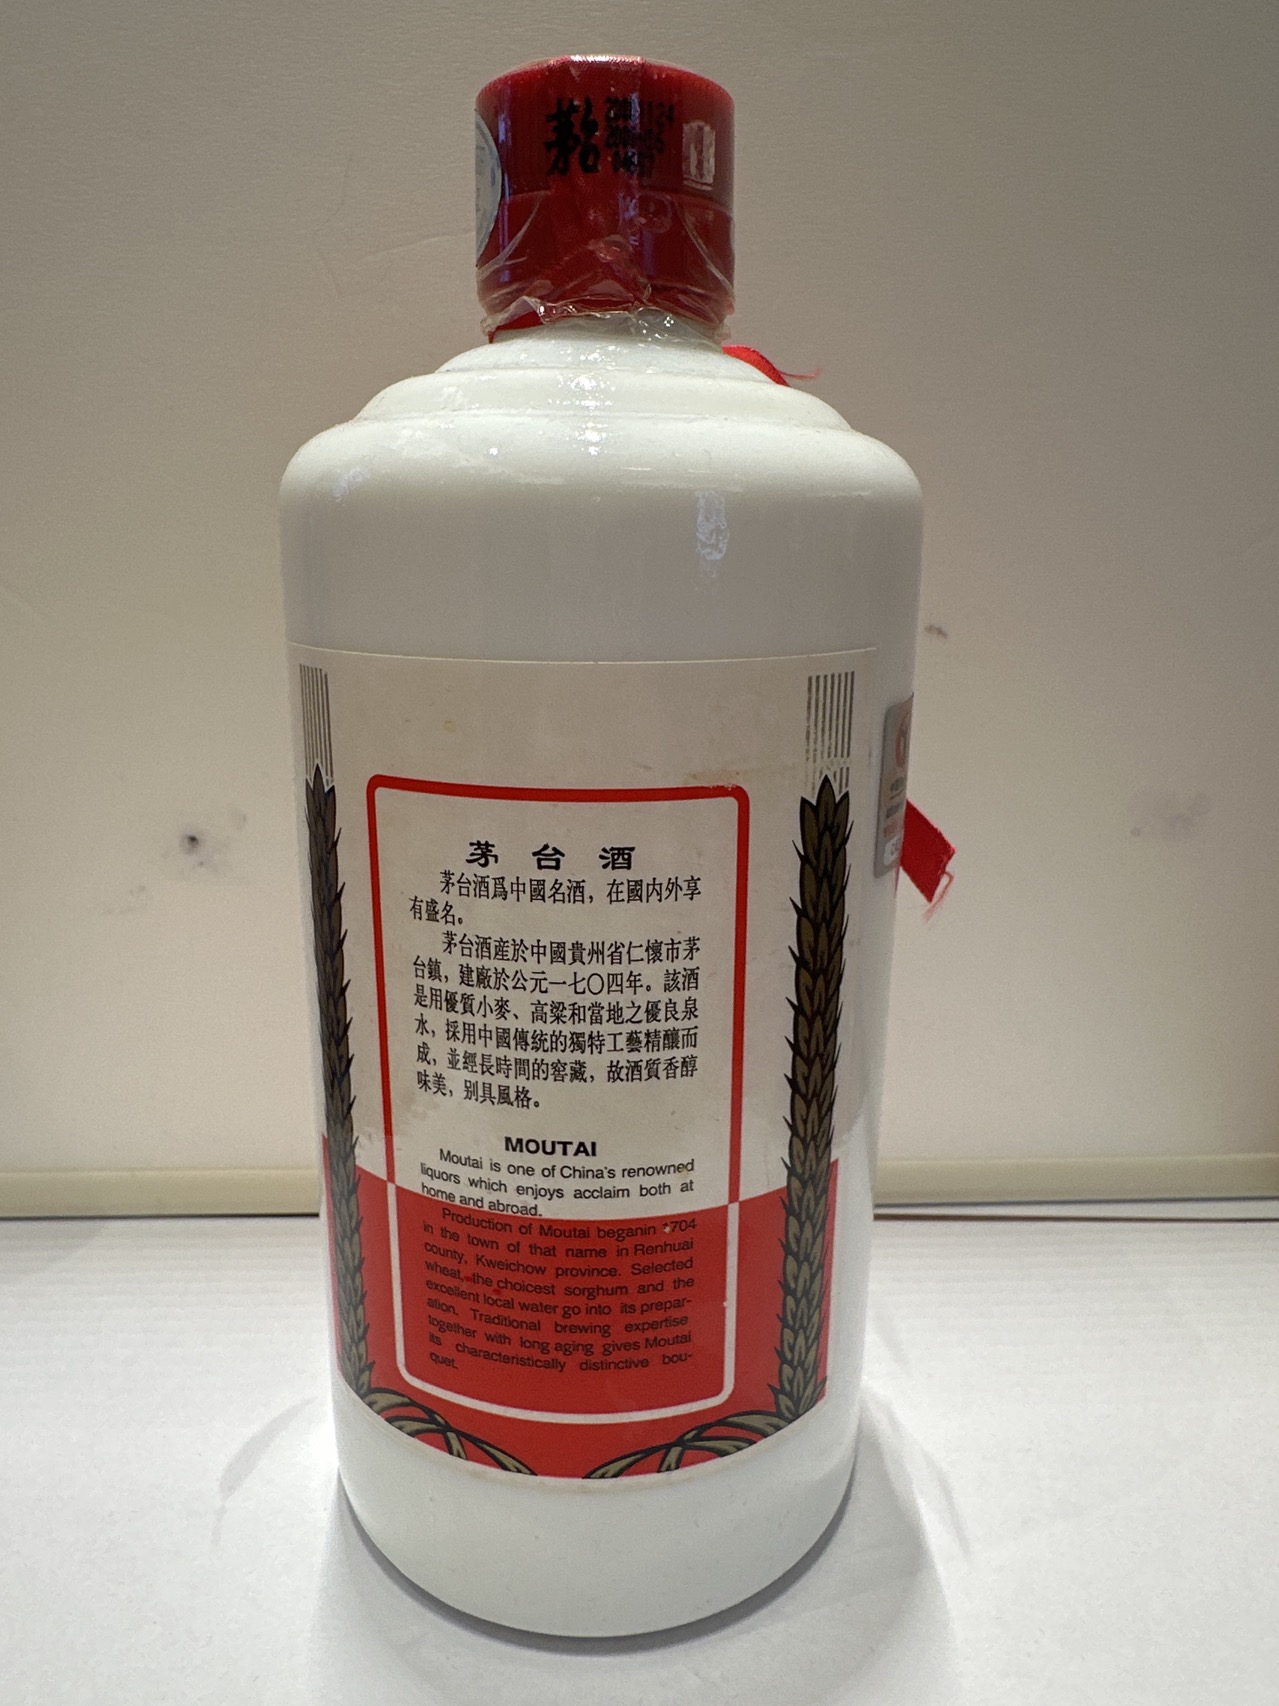 茅台
茅台酒
茅台酒爲中國名酒，在國内外享
有盛名。
茅台酒産於中國貴州省仁懷市茅
台鎮，建廠於公元一七〇四年。該酒
是用優質小麥、高粱和當地之優良泉
水，採用中國傳統的獨特工藝精釀而
成，並經長時間的窖藏，故酒質香醇
味美，别具風格。
MOUTAI
Moutai is one of China's renowned
liquors which enjoys acclaim both at
home and abroad.
Production of Moutai beganin 1704
in the town of that name in Renhuai
county, Kweichow province. Selected
wheat, the choicest sorghum and the
excellent local water go into its prepar-
ation. Traditional brewing expertise
together with long aging gives Moutai
its characteristically distinctive bou-
quet.